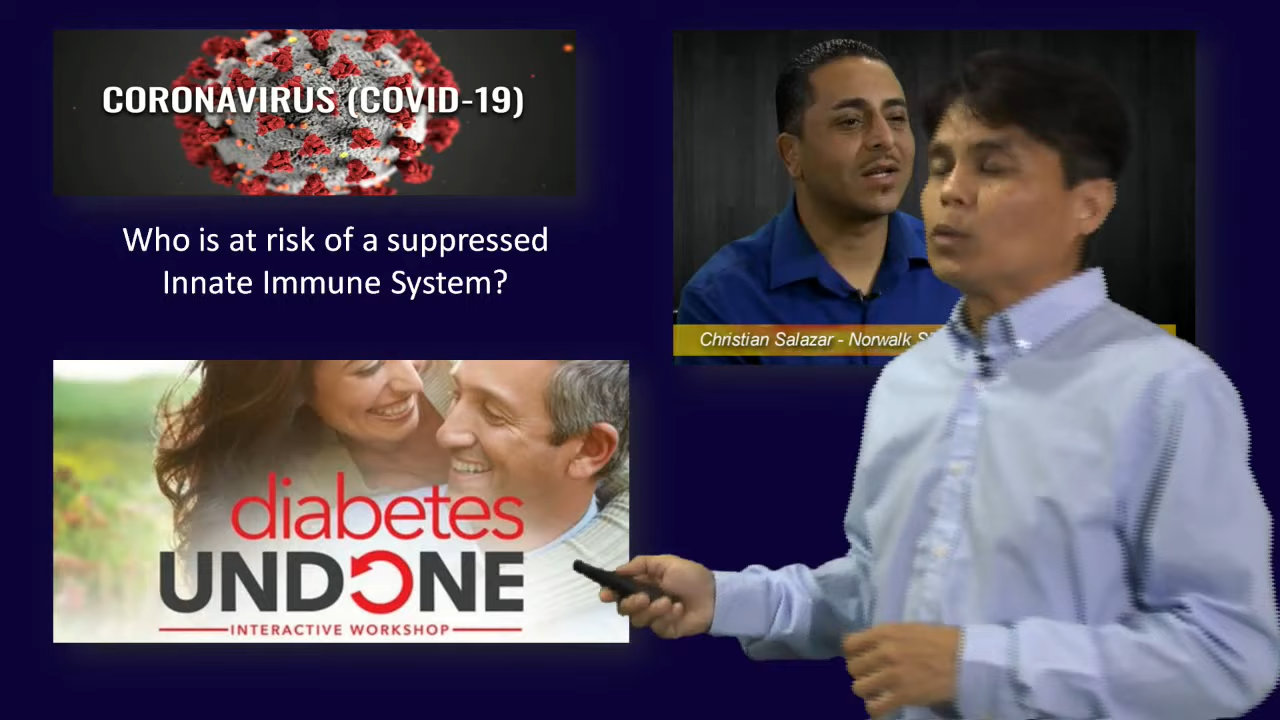 CORONAVIRUS (COVID-19)
Who is at risk of a suppressed
Innate Immune System?
Christian Salazar - Norwalk
diabetes
UNDONE
INTERACTIVE WORKSHOP